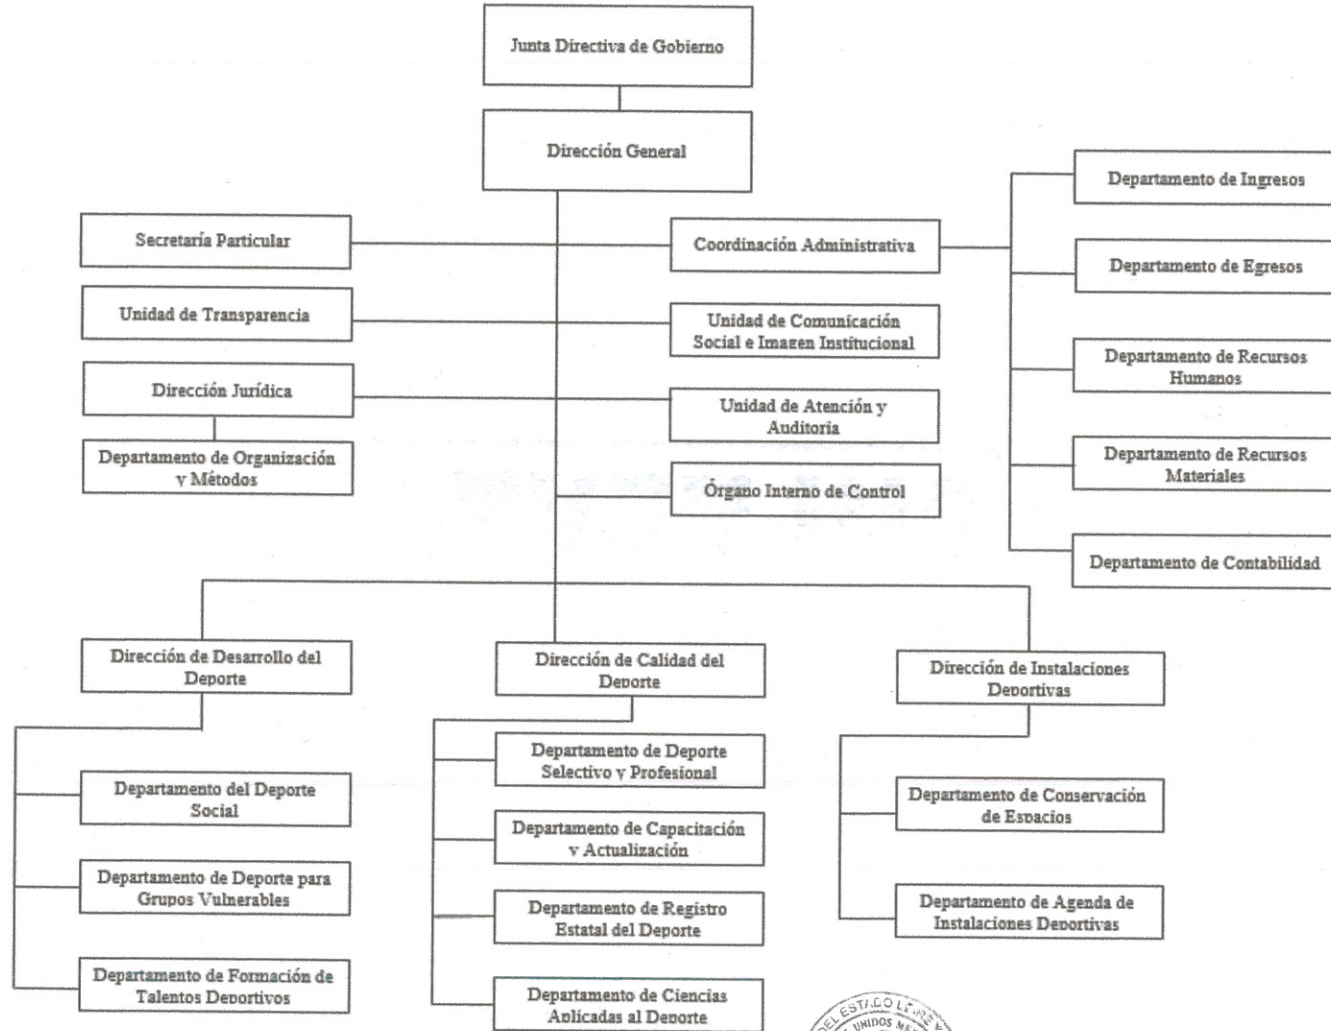 Junta Directiva de Gobierno
Dirección General
Secretaría Particular
Coordinación Administrativa
Unidad de Transparencia
Unidad de Comunicación
Social e Imagen Institucional
Dirección Jurídica
Unidad de Atención y
Auditoria
Departamento de Organización
y Métodos
Órgano Interno de Control
Departamento de Ingresos
Departamento de Egresos
Departamento de Recursos
Humanos
Departamento de Recursos
Materiales
Departamento de Contabilidad
Dirección de Desarrollo del
Deporte
Departamento del Deporte
Social
Departamento de Deporte para
Grupos Vulnerables
Departamento de Formación de
Talentos Deportivos
Dirección de Calidad del
Deporte
Departamento de Deporte
Selectivo y Profesional
Departamento de Capacitación
y Actualización
Departamento de Registro
Estatal del Deporte
Departamento de Ciencias
Aplicadas al Deporte
Dirección de Instalaciones
Deportivas
Departamento de Conservación
de Espacios
Departamento de Agenda de
Instalaciones Deportivas
DEL ESTADO
UNIDOS